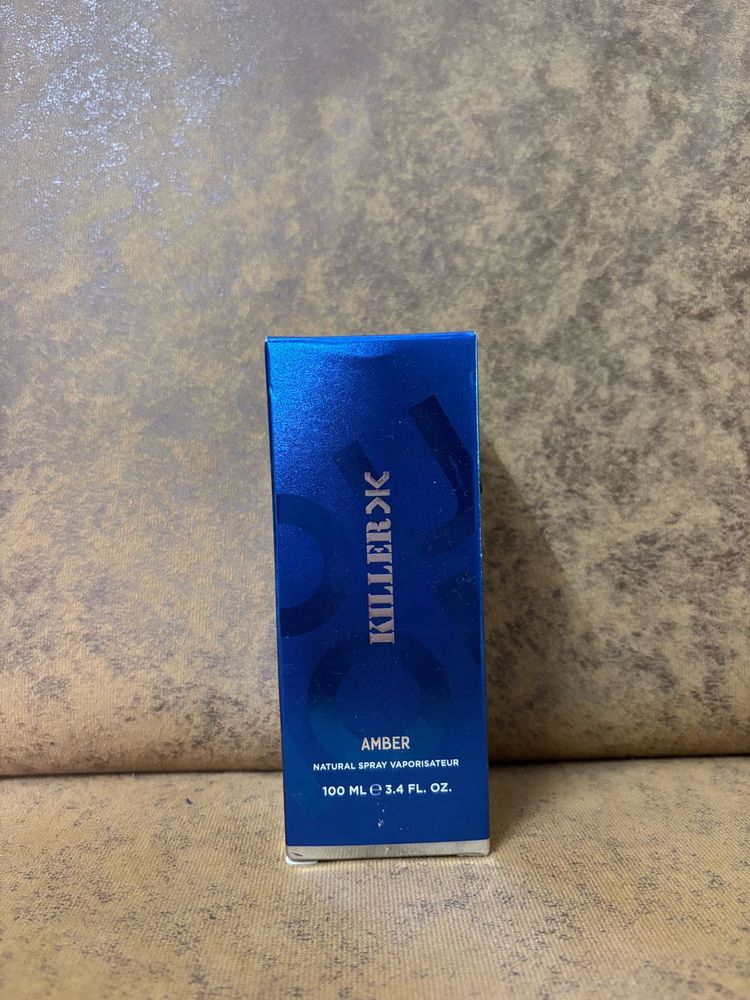 KILLER
AMBER
NATURAL SPRAY VAPORISATEUR
100 ML ℮ 3.4 FL. OZ.